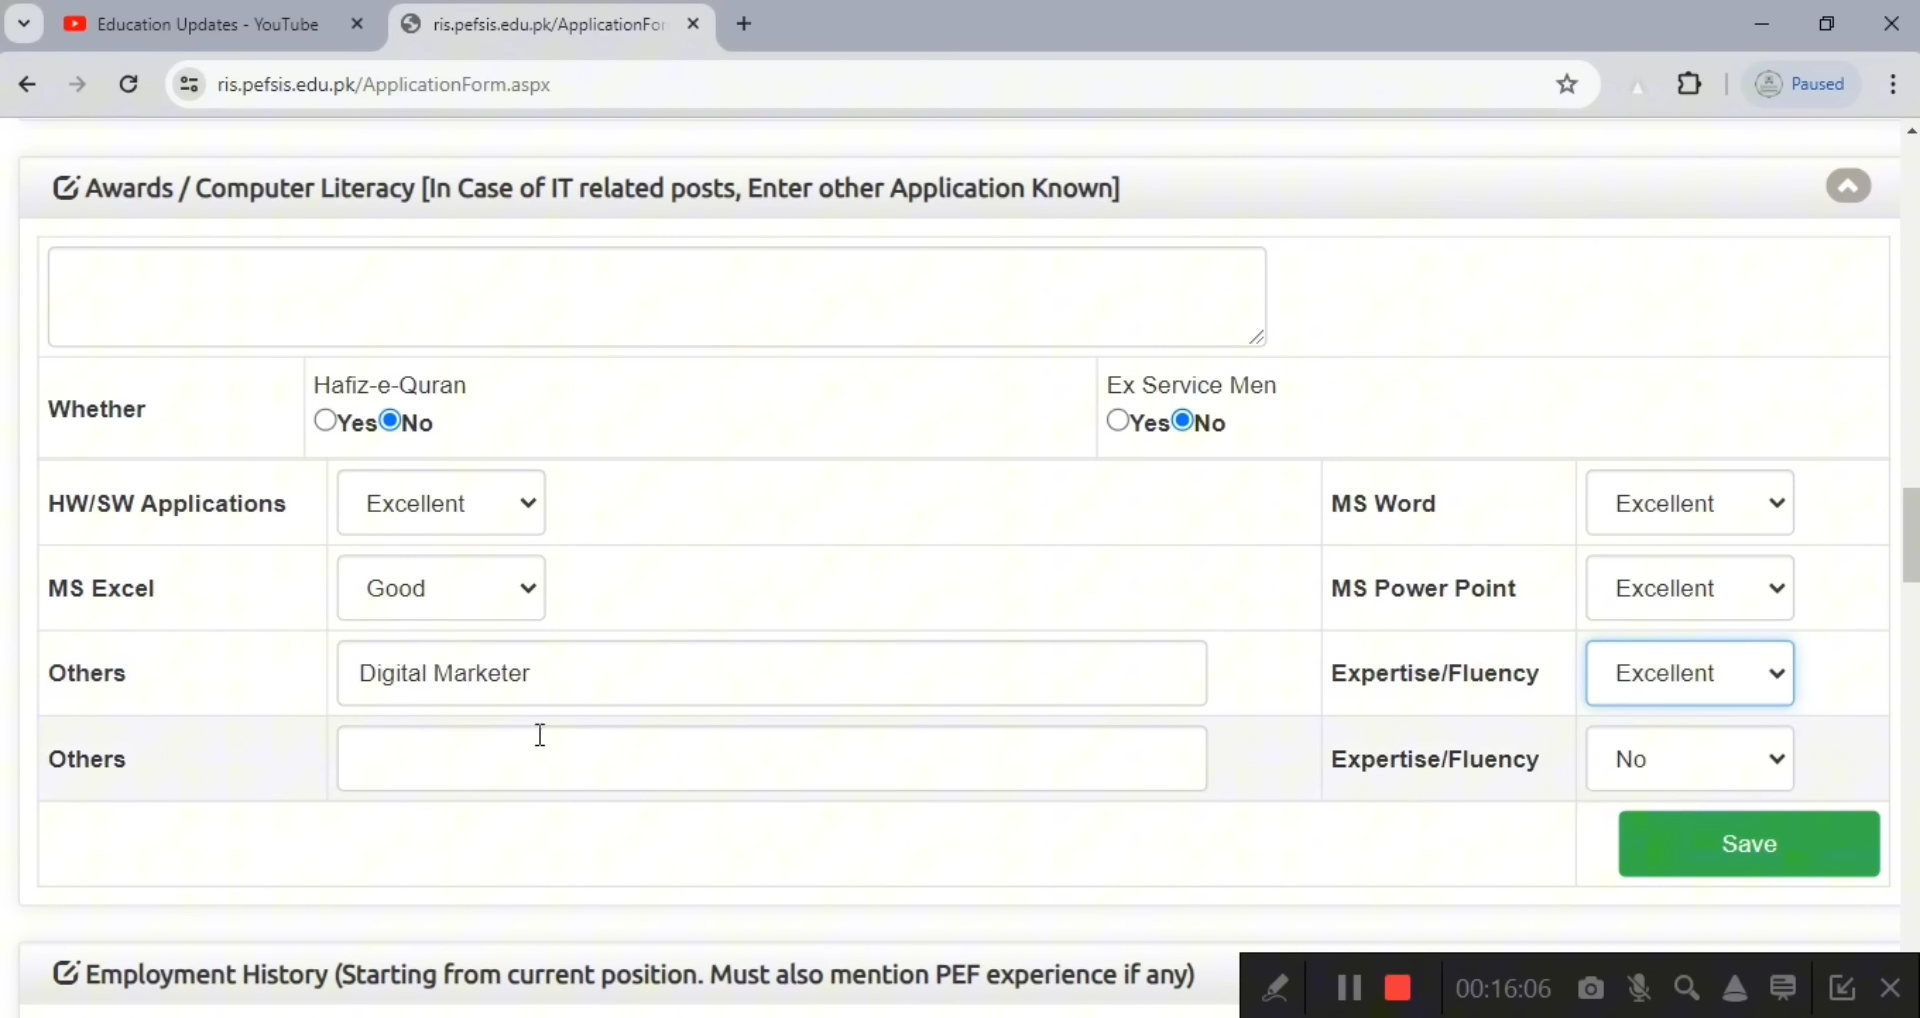 Education Updates - YouTube
ris.pefsis.edu.pk/ApplicationFor
ris.pefsis.edu.pk/ApplicationForm.aspx
Paused
Awards / Computer Literacy [In Case of IT related posts, Enter other Application Known]
Whether
Hafiz-e-Quran
Yes No
Ex Service Men
Yes No
HW/SW Applications
Excellent
MS Word
Excellent
MS Excel
Good
MS Power Point
Excellent
Others
Digital Marketer
Expertise/Fluency
Excellent
Others
Expertise/Fluency
No
Save
Employment History (Starting from current position. Must also mention PEF experience if any)
00:16:06